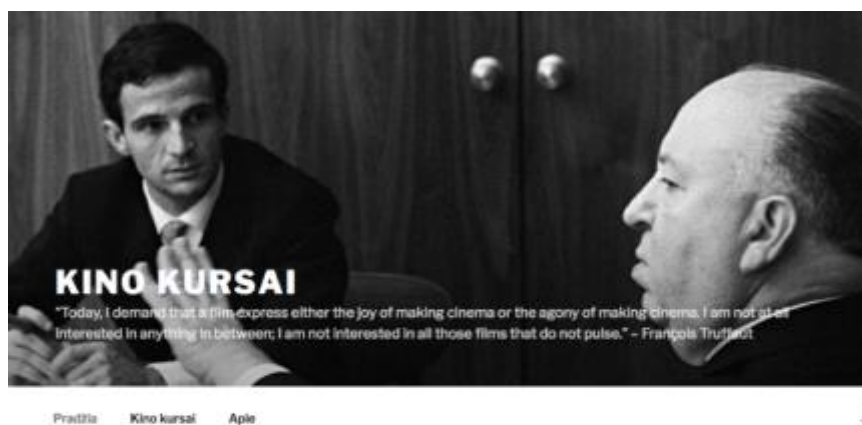 KINO KURSAI
"Today, I demand that a film express either the joy of making cinema or the agony of making cinema. I am not at all
interested in anything in between; I am not interested in all those films that do not pulse." – François Truffaut
Pradžia Kino kursai Apie